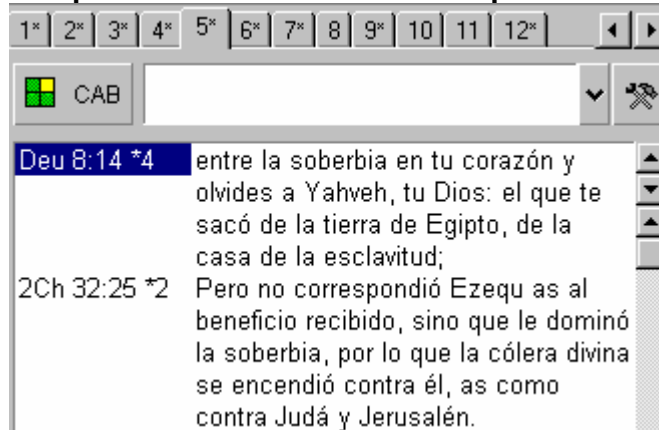 1* 2* 3* 4* 5* 6* 7* 8 9* 10 11 12*
CAB
Deu 8:14 *4 entre la soberbia en tu corazón y
olvides a Yahveh, tu Dios: el que te
sacó de la tierra de Egipto, de la
casa de la esclavitud;
2Ch 32:25 *2 Pero no correspondió Ezequ as al
beneficio recibido, sino que le dominó
la soberbia, por lo que la cólera divina
se encendió contra él, as como
contra Judá y Jerusalén.